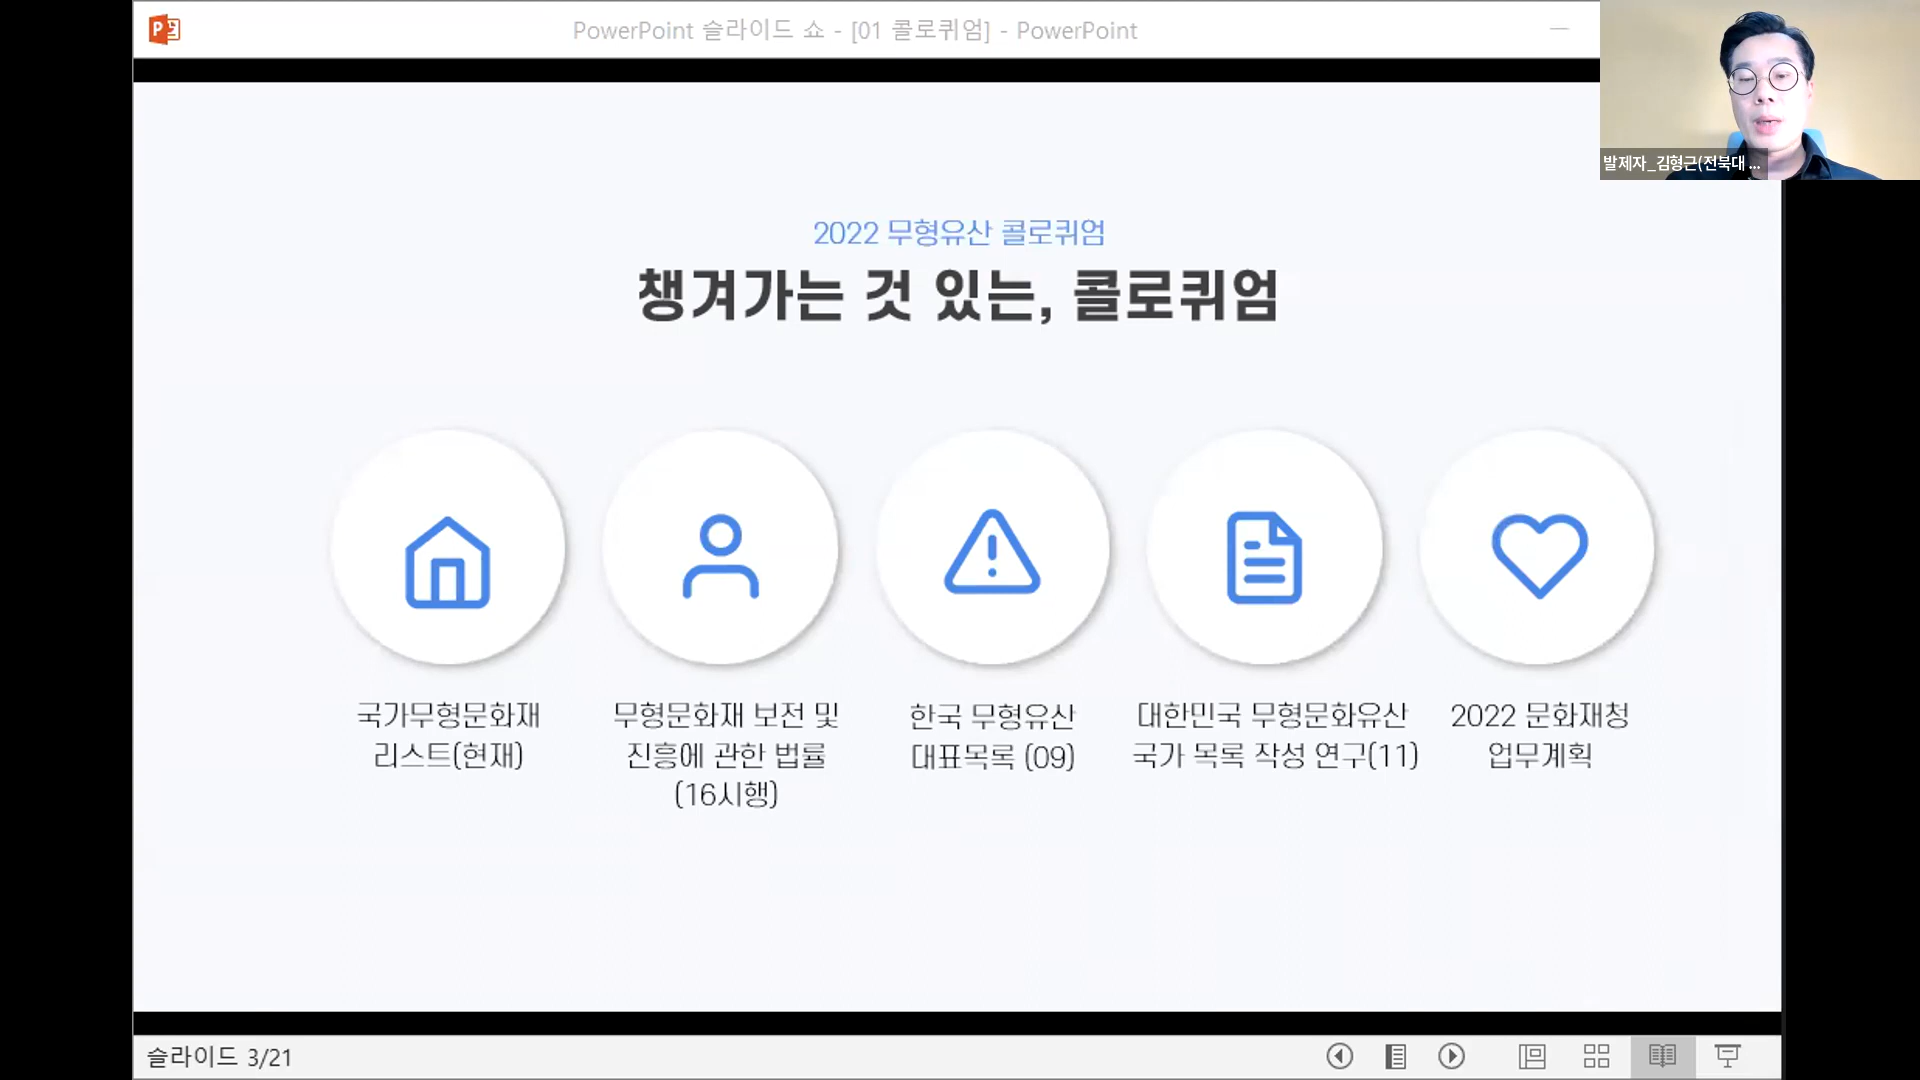 PowerPoint 슬라이드 쇼 - [01 콜로퀴엄] - PowerPoint
발제자_김형근(전북대 ...
2022 무형유산 콜로퀴엄
챙겨가는 것 있는, 콜로퀴엄
국가무형문화재
리스트(현재)
무형문화재 보전 및
진흥에 관한 법률
(16시행)
한국 무형유산
대표목록 (09)
대한민국 무형문화유산
국가 목록 작성 연구(11)
2022 문화재청
업무계획
슬라이드 3/21